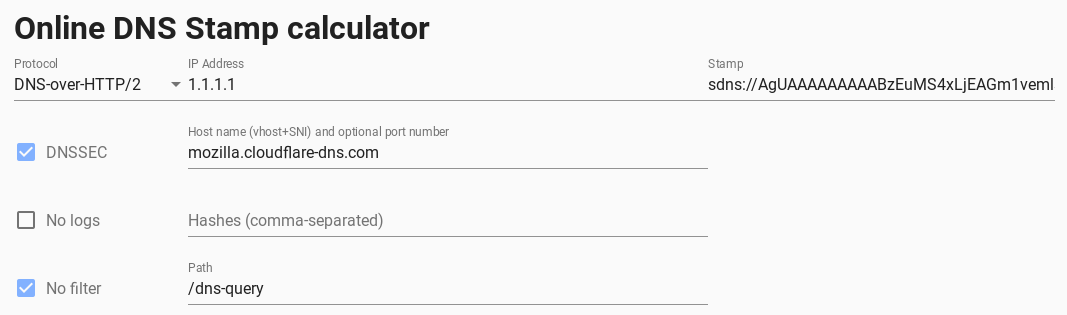 Online DNS Stamp calculator
Protocol
IP Address
Stamp
DNS-over-HTTP/2
1.1.1.1
sdns://AgUAAAAAAAAABzEuMS4xLjEAGm1vemI
Host name (vhost+SNI) and optional port number
DNSSEC
mozilla.cloudflare-dns.com
No logs
Hashes (comma-separated)
Path
No filter
/dns-query